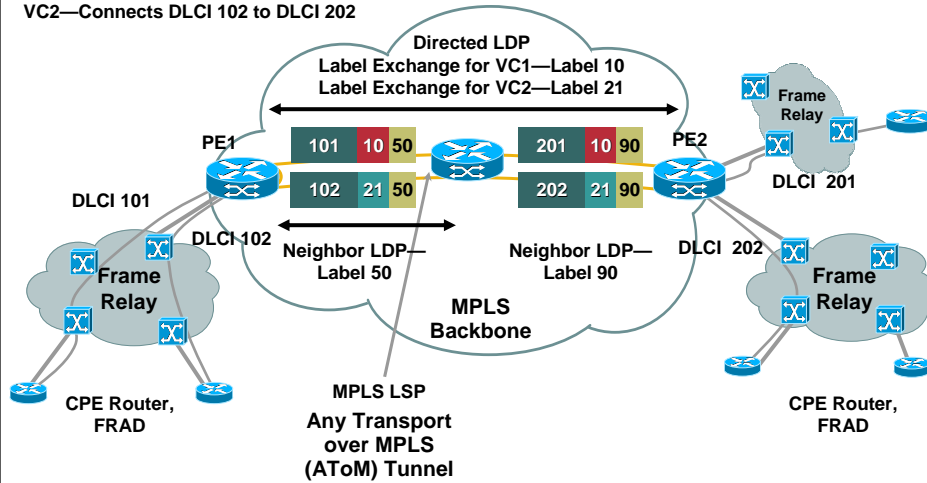 VC2—Connects DLCI 102 to DLCI 202
Directed LDP
Label Exchange for VC1—Label 10
Label Exchange for VC2—Label 21
Frame
Relay
PE1
101 10 50
201 10 90
PE2
102 21 50
202 21 90
DLCI 201
DLCI 101
DLCI 102
Neighbor LDP—
Label 50
Neighbor LDP—
Label 90
DLCI 202
Frame
Relay
Frame
Relay
MPLS
Backbone
MPLS LSP
Any Transport
over MPLS
(AToM) Tunnel
CPE Router,
FRAD
CPE Router,
FRAD